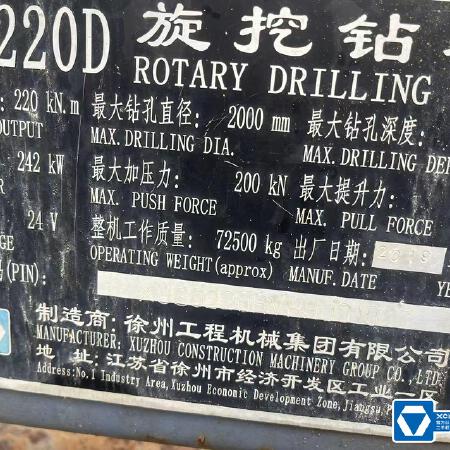 220D 旋挖钻
ROTARY DRILLING
220 kN.m 最大钻孔直径: 2000 mm 最大钻孔深度:
OUTPUT MAX. DRILLING DIA. MAX. DRILLING DE
242 kW 最大加压力: 200 kN 最大提升力:
MAX. PUSH FORCE MAX. PULL FORCE
24 V 整机工作质量: 72500 kg 出厂日期:
OPERATING WEIGHT(approx) MANUF. DATE YE
(PIN):
制造商: 徐州工程机械集团有限公司
MANUFACTURER: XUZHOU CONSTRUCTION MACHINERY GROUP CO., LTD
地 址: 江苏省徐州市经济开发区工业一区
Address:No.1 Industry Area,Xuzhou Economic Development Zone,Jiangsu,P
XC